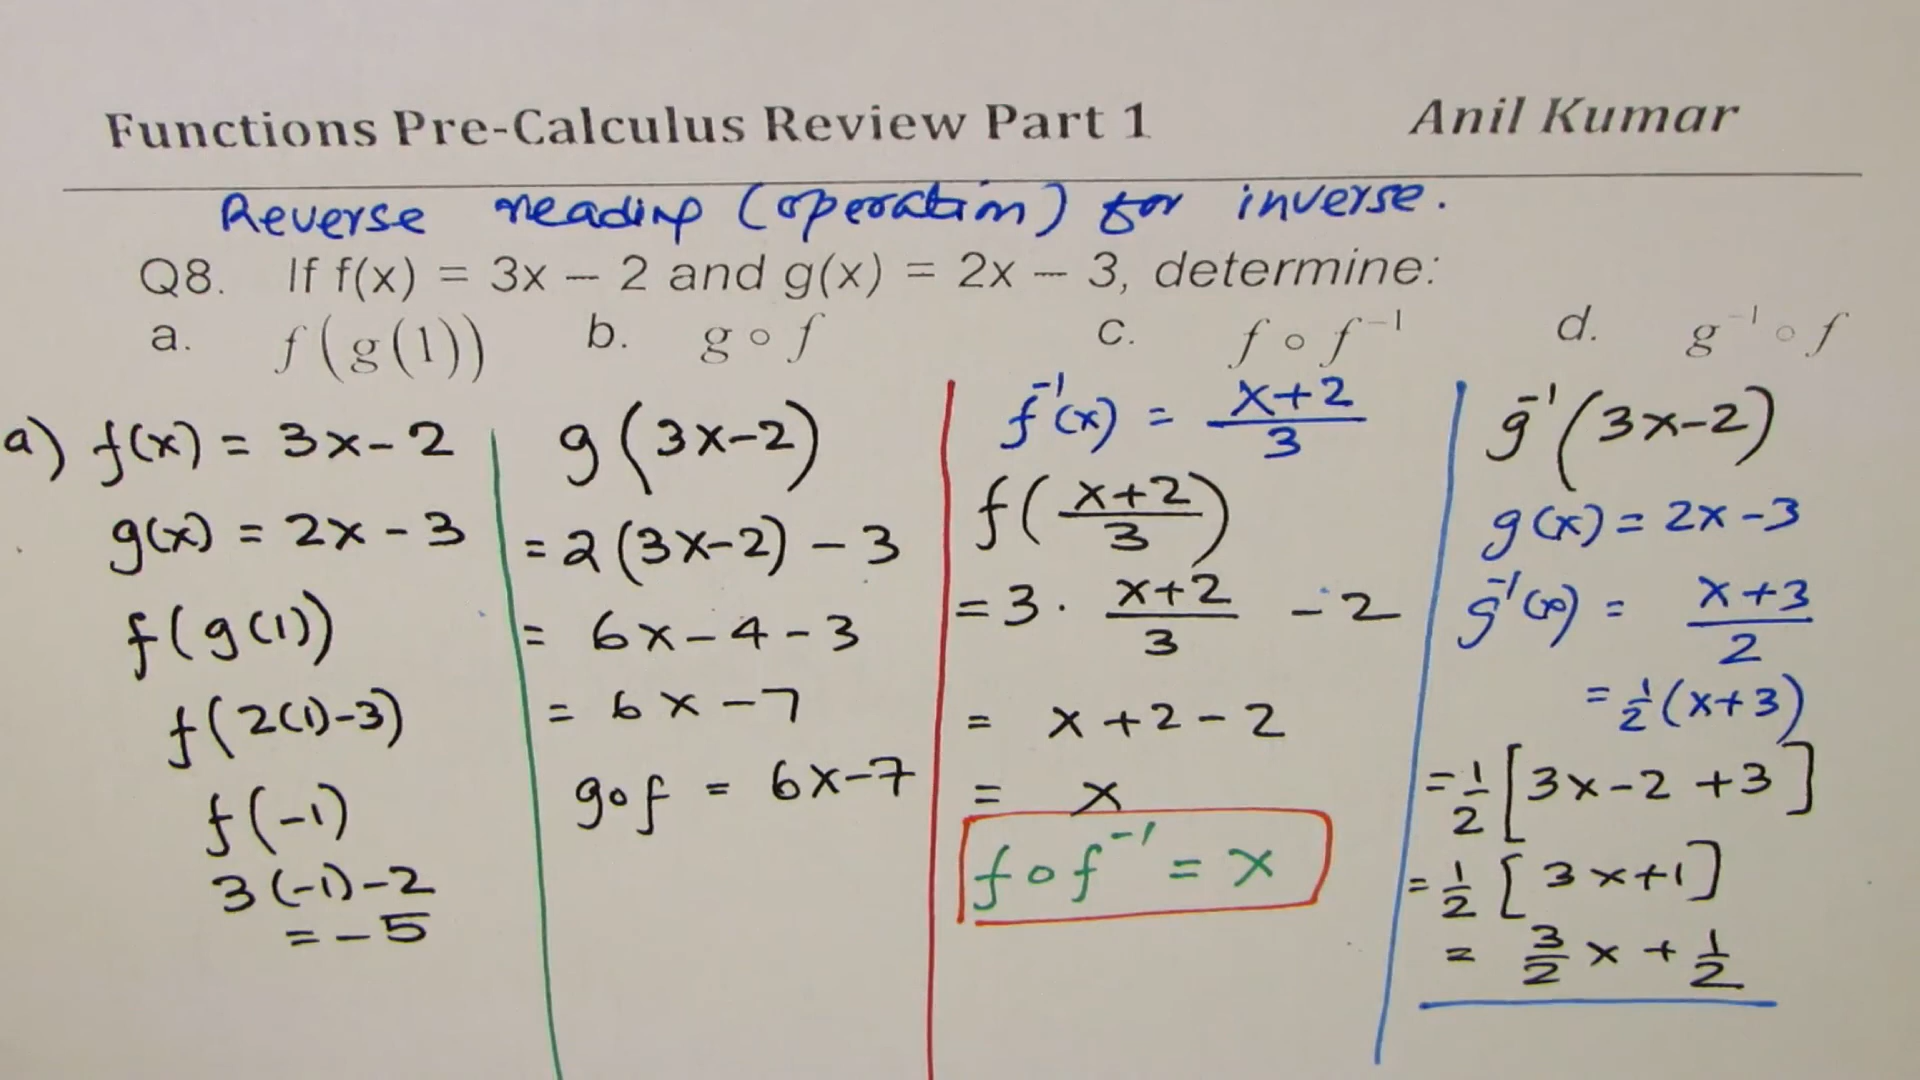 Functions Pre-Calculus Review Part 1 Anil Kumar
Reverse reading (operation) for inverse.
Q8. If f(x) = 3x – 2 and g(x) = 2x – 3, determine:
a. f(g(1)) b. g∘f c. f∘f⁻¹ d. g⁻¹∘f
a) f(x) = 3x-2
g(x) = 2x - 3
f(g(1))
f(2(1)-3)
f(-1)
3(-1)-2
= -5
g(3x-2)
= 2(3x-2) - 3
= 6x - 4 - 3
= 6x - 7
g∘f = 6x-7
f⁻¹(x) = (x+2)/3
f((x+2)/3)
= 3 · (x+2)/3 - 2
= x + 2 - 2
= x
f∘f⁻¹ = x
g⁻¹(3x-2)
g(x) = 2x - 3
g⁻¹(x) = (x+3)/2
= 1/2 (x+3)
= 1/2 [3x-2 +3]
= 1/2 [3x+1]
= 3/2 x + 1/2